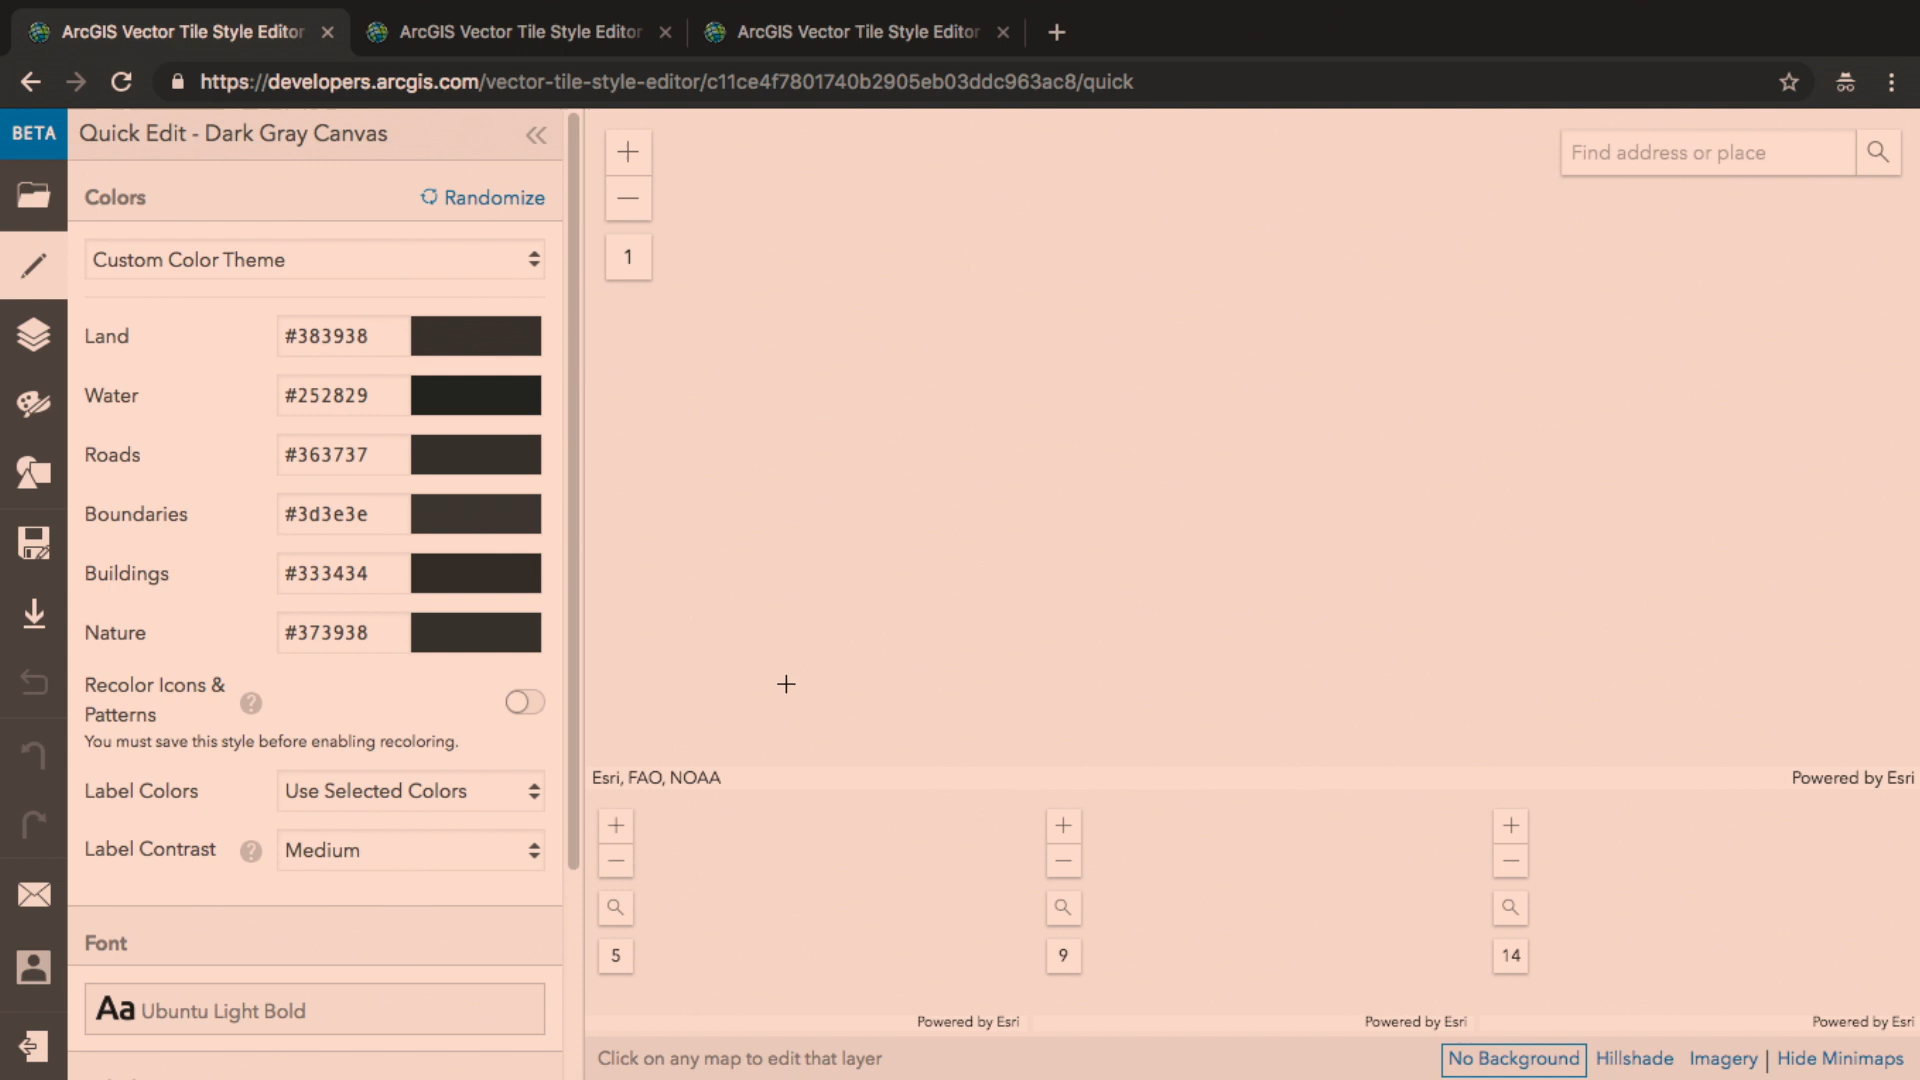 ArcGIS Vector Tile Style Editor
ArcGIS Vector Tile Style Editor
ArcGIS Vector Tile Style Editor
https://developers.arcgis.com/vector-tile-style-editor/c11ce4f7801740b2905eb03ddc963ac8/quick
BETA
Quick Edit - Dark Gray Canvas
Colors
Randomize
Custom Color Theme
Land
#383938
Water
#252829
Roads
#363737
Boundaries
#3d3e3e
Buildings
#333434
Nature
#373938
Recolor Icons &
Patterns
?
You must save this style before enabling recoloring.
Label Colors
Use Selected Colors
Label Contrast
?
Medium
Font
Aa Ubuntu Light Bold
1
Find address or place
Esri, FAO, NOAA
Powered by Esri
5
9
14
Powered by Esri
Powered by Esri
Powered by Esri
Click on any map to edit that layer
No Background
Hillshade
Imagery
Hide Minimaps